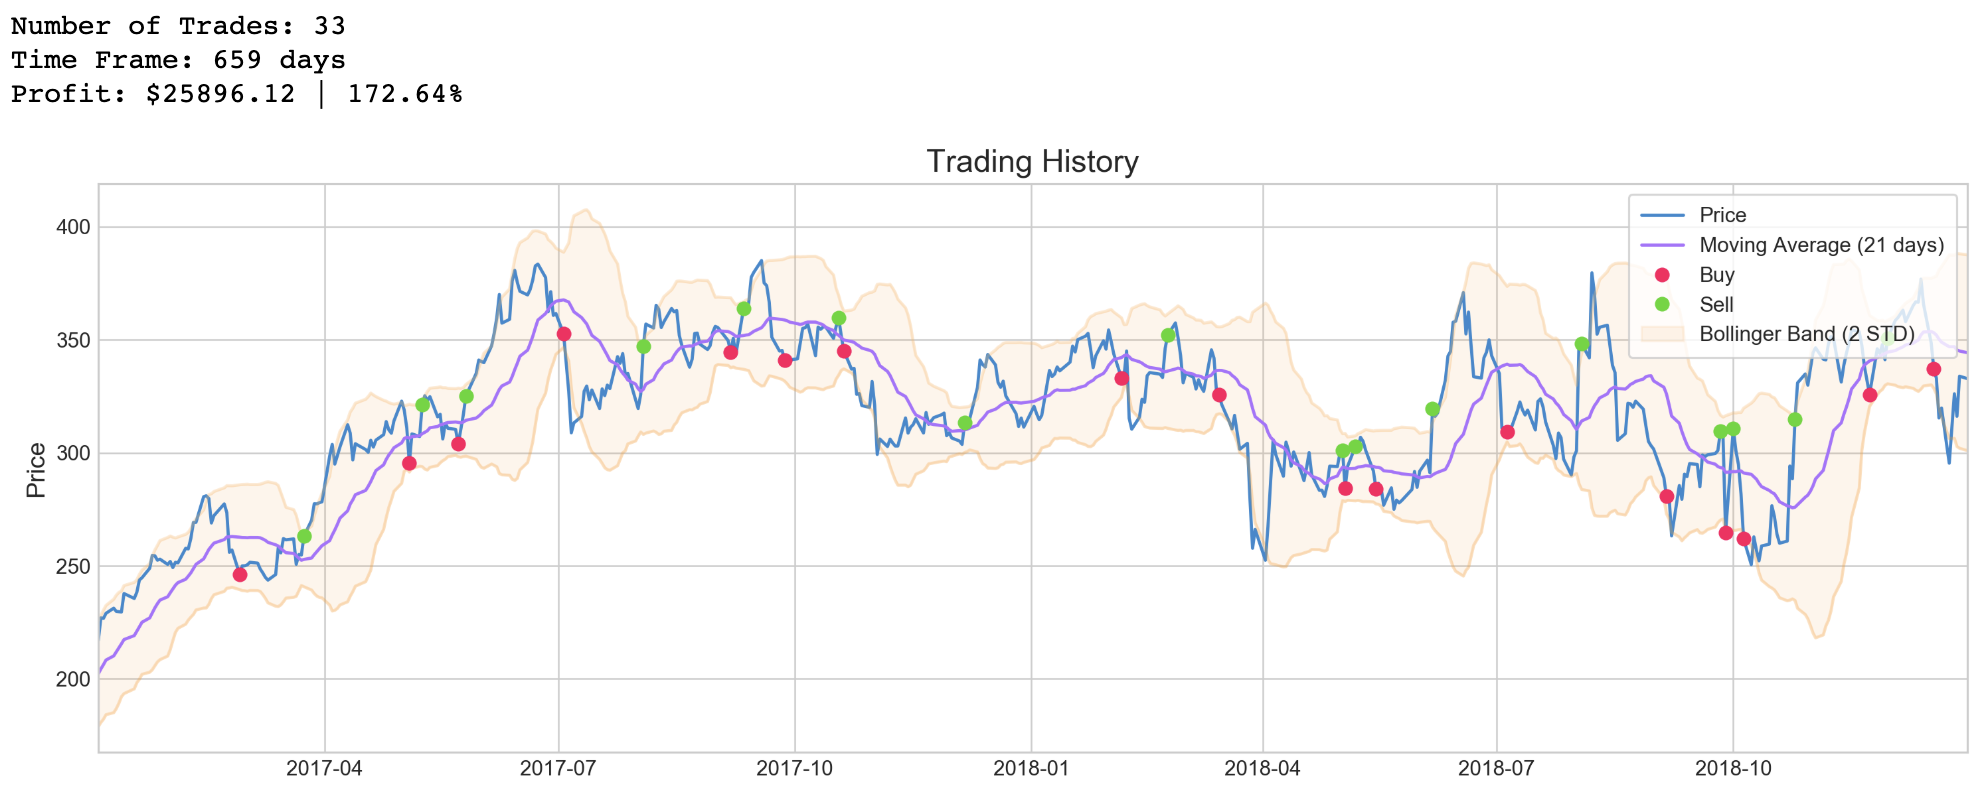 Number of Trades: 33
Time Frame: 659 days
Profit: $25896.12 | 172.64%
Trading History
Price
400
350
300
250
200
2017-04
2017-07
2017-10
2018-01
2018-04
2018-07
2018-10
Price
Moving Average (21 days)
Buy
Sell
Bollinger Band (2 STD)